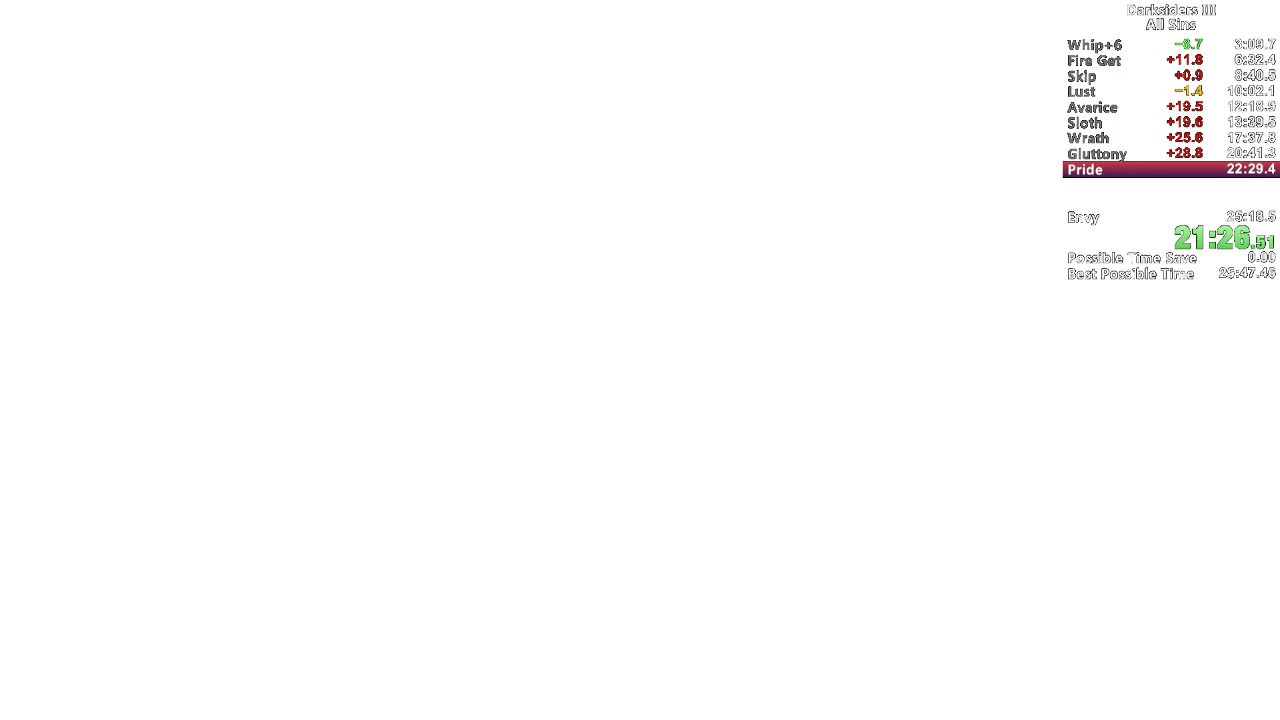 Darksiders III
All Sins
Whip+6 −8.7 3:09.7
Fire Get +11.8 6:32.4
Skip +0.9 8:40.5
Lust −1.4 10:02.1
Avarice +19.5 12:18.9
Sloth +19.6 13:29.5
Wrath +25.6 17:37.8
Gluttony +28.8 20:41.3
Pride 22:29.4
Envy 25:18.5
21:26.51
Possible Time Save 0.00
Best Possible Time 25:47.46